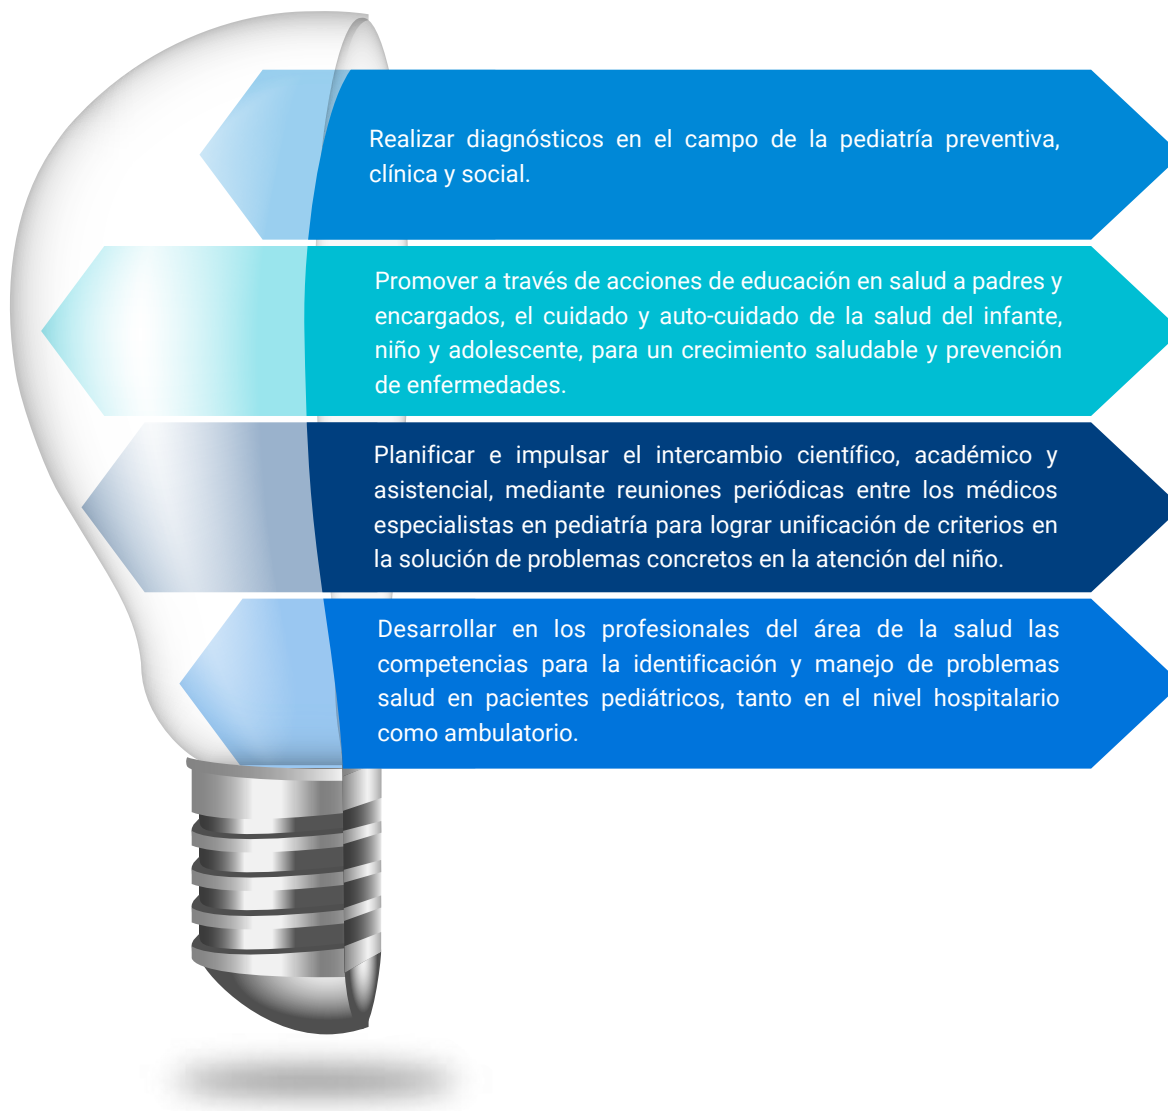 Realizar diagnósticos en el campo de la pediatría preventiva,
clínica y social.
Promover a través de acciones de educación en salud a padres y
encargados, el cuidado y auto-cuidado de la salud del infante,
niño y adolescente, para un crecimiento saludable y prevención
de enfermedades.
Planificar e impulsar el intercambio científico, académico y
asistencial, mediante reuniones periódicas entre los médicos
especialistas en pediatría para lograr unificación de criterios en
la solución de problemas concretos en la atención del niño.
Desarrollar en los profesionales del área de la salud las
competencias para la identificación y manejo de problemas
salud en pacientes pediátricos, tanto en el nivel hospitalario
como ambulatorio.